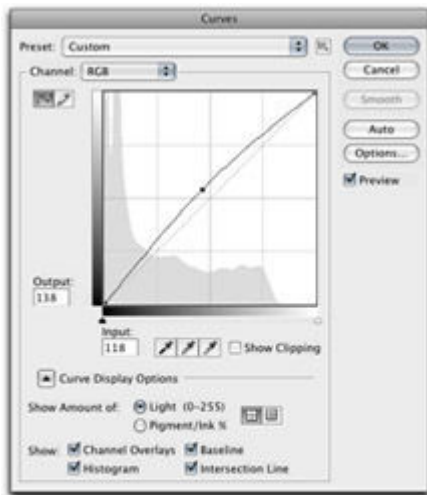 Curves
Preset: Custom
OK
Channel: RGB
Cancel
Smooth
Auto
Options...
Preview
Output:
138
Input:
118
Show Clipping
Curve Display Options
Show Amount of: Light (0-255)
Pigment/Ink %
Show: Channel Overlays Baseline
Histogram Intersection Line